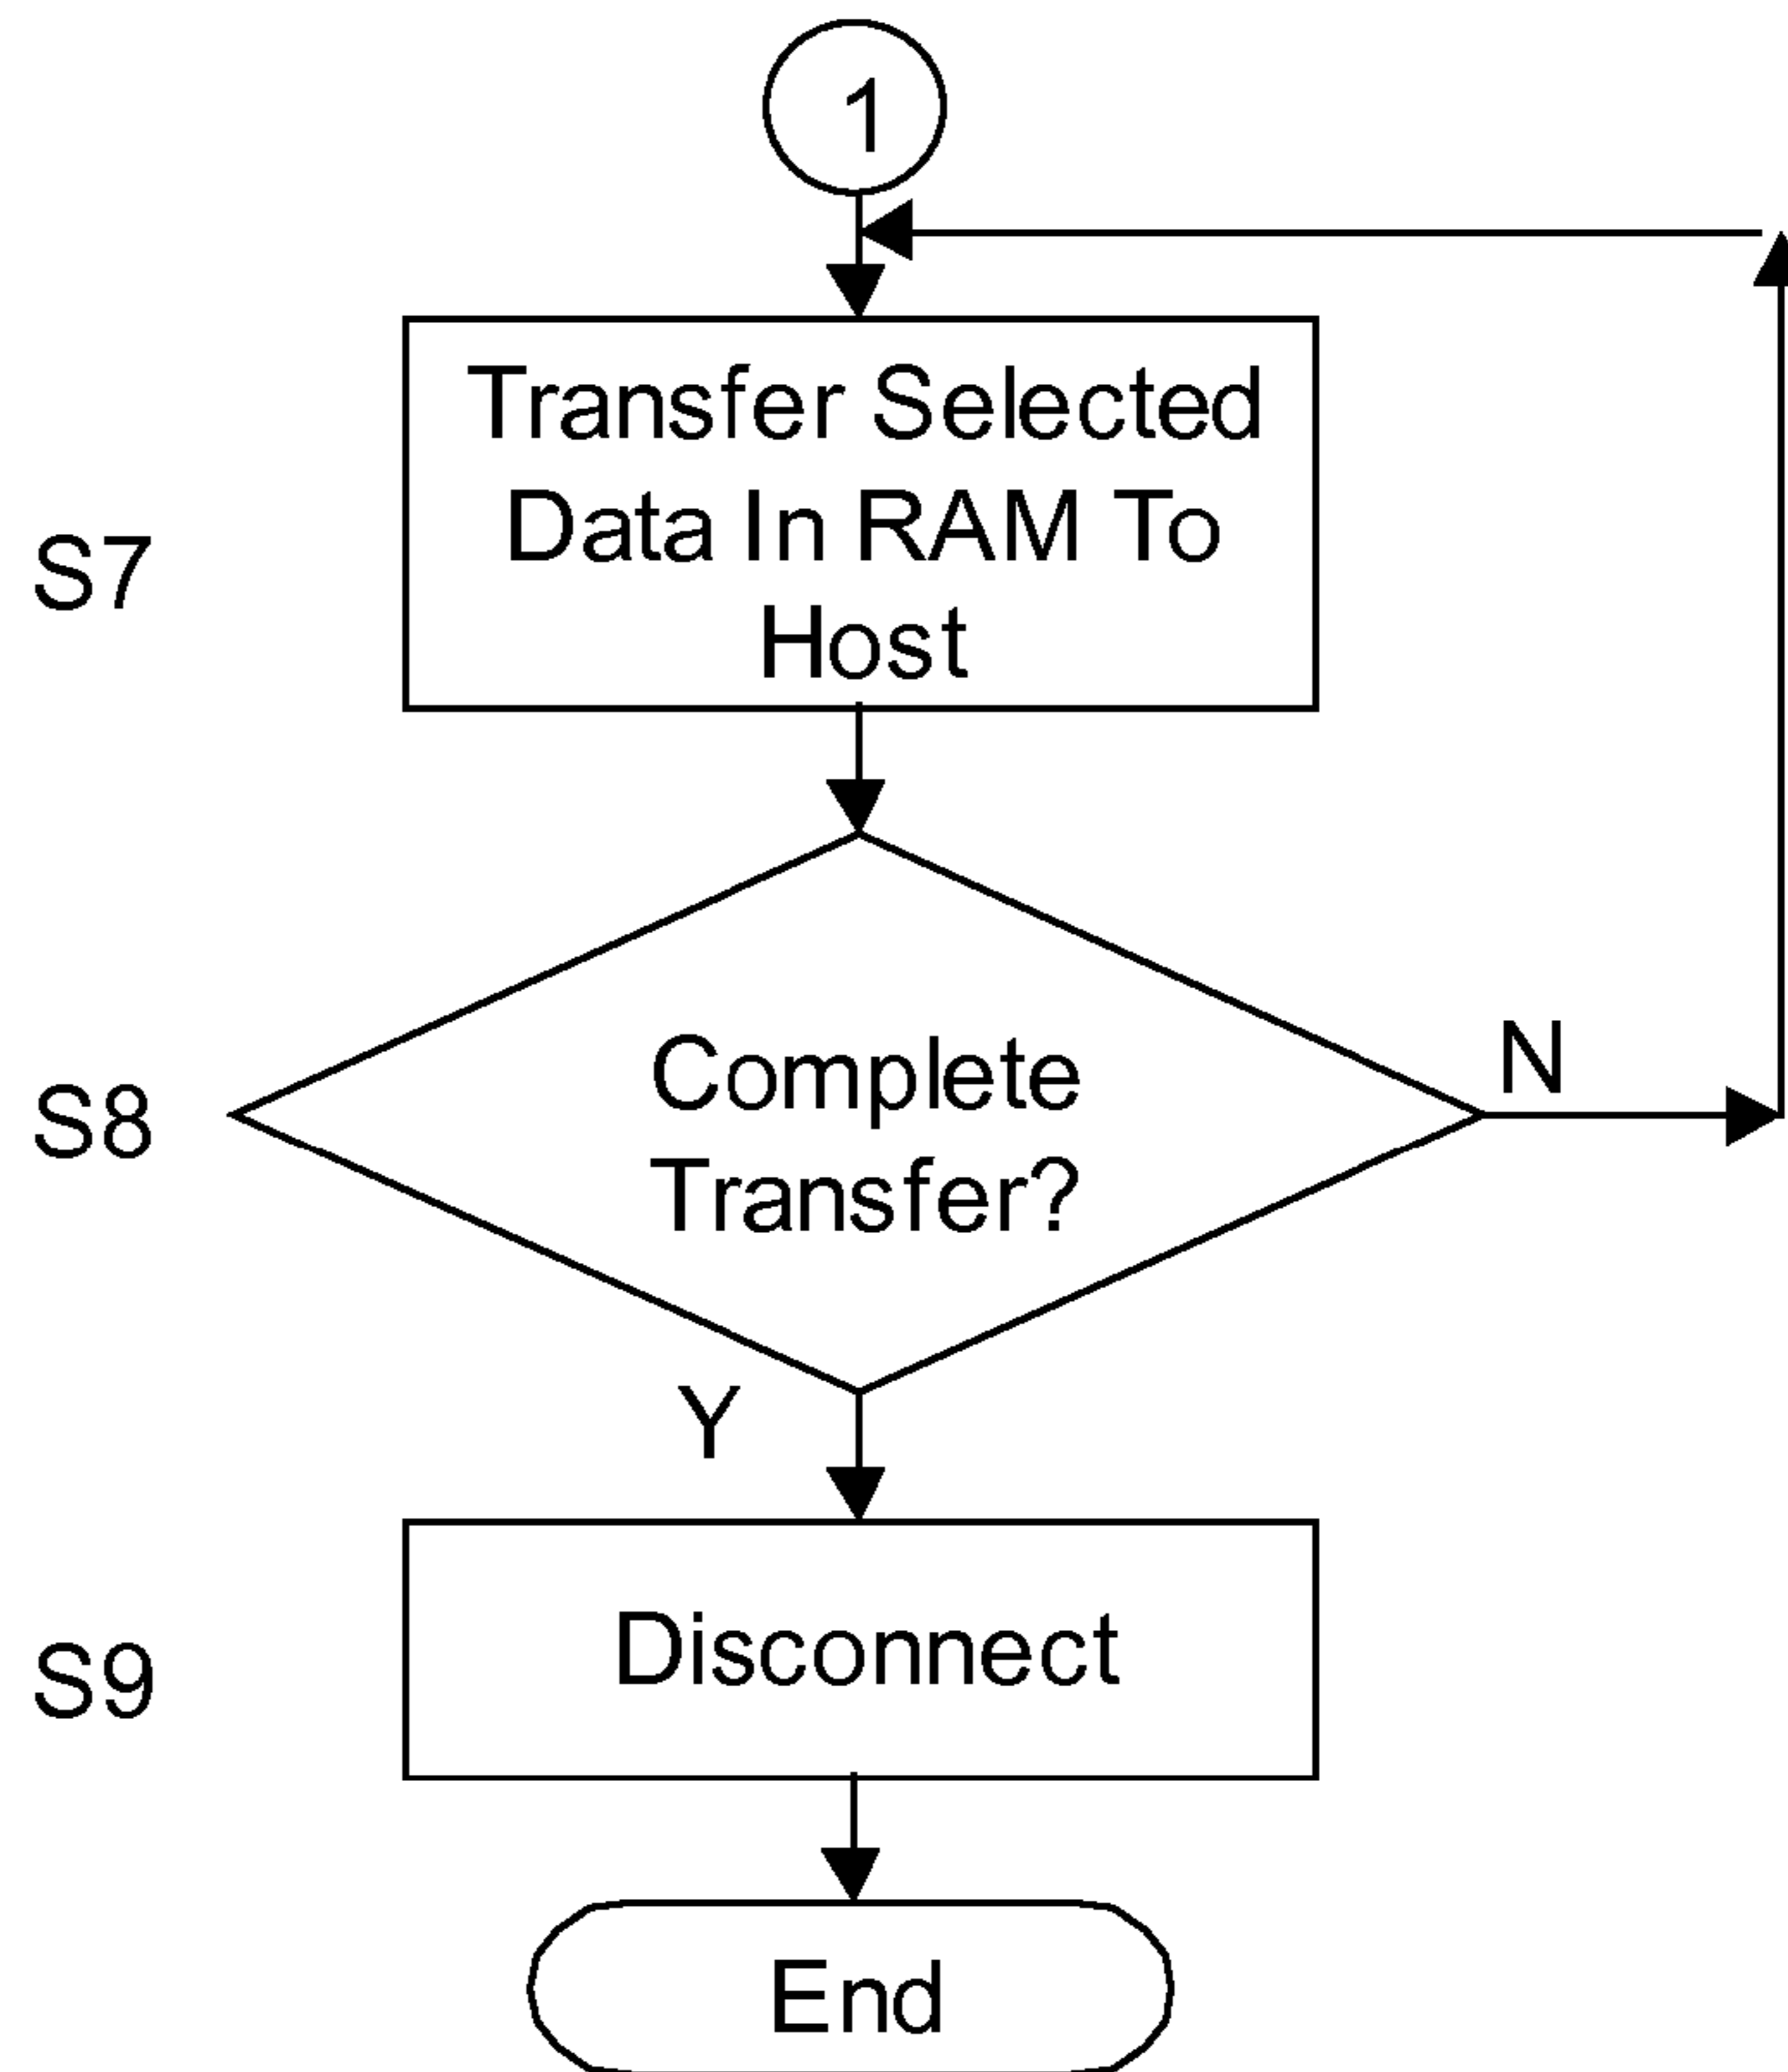 1
S7
Transfer Selected
Data In RAM To
Host
S8
Complete
Transfer?
N
Y
S9
Disconnect
End